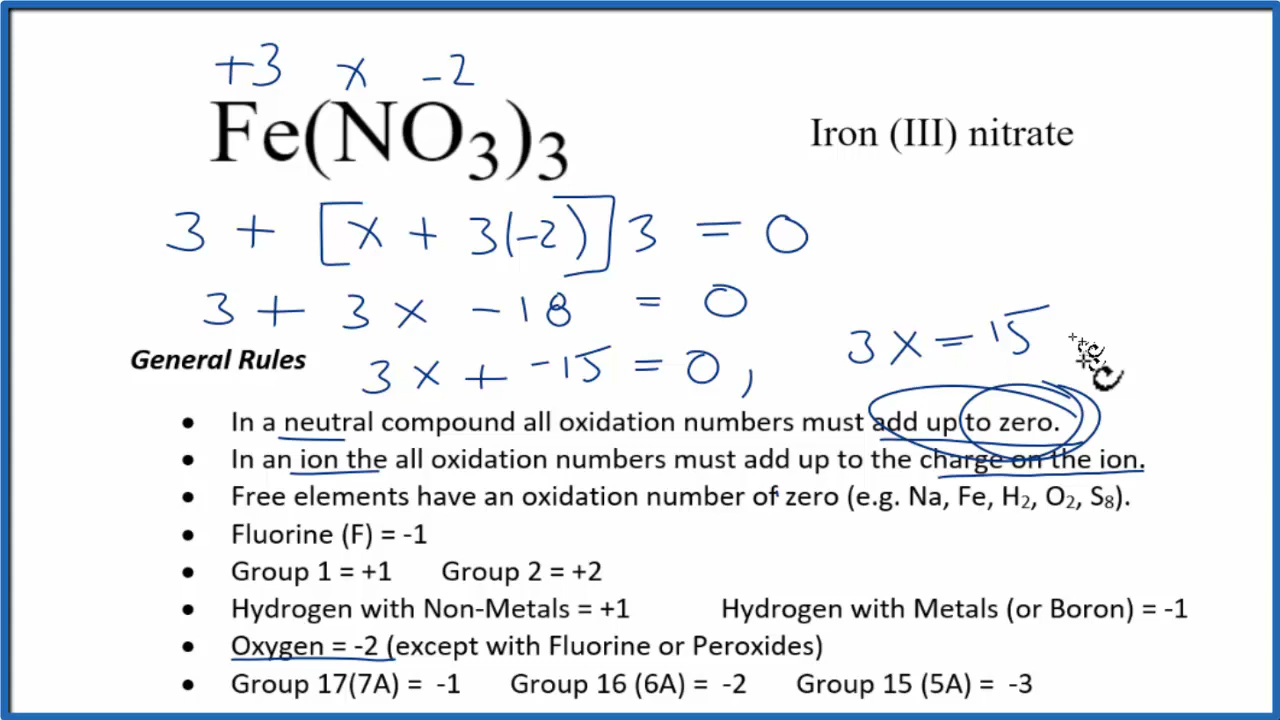 +3 x -2
Fe(NO₃)₃ Iron (III) nitrate
3 + [x + 3(-2)]3 = 0
3 + 3x - 18 = 0
3x = 15
General Rules 3x + -15 = 0,
• In a neutral compound all oxidation numbers must add up to zero.
• In an ion the all oxidation numbers must add up to the charge on the ion.
• Free elements have an oxidation number of zero (e.g. Na, Fe, H₂, O₂, S₈).
• Fluorine (F) = -1
• Group 1 = +1 Group 2 = +2
• Hydrogen with Non-Metals = +1 Hydrogen with Metals (or Boron) = -1
• Oxygen = -2 (except with Fluorine or Peroxides)
• Group 17(7A) = -1 Group 16 (6A) = -2 Group 15 (5A) = -3